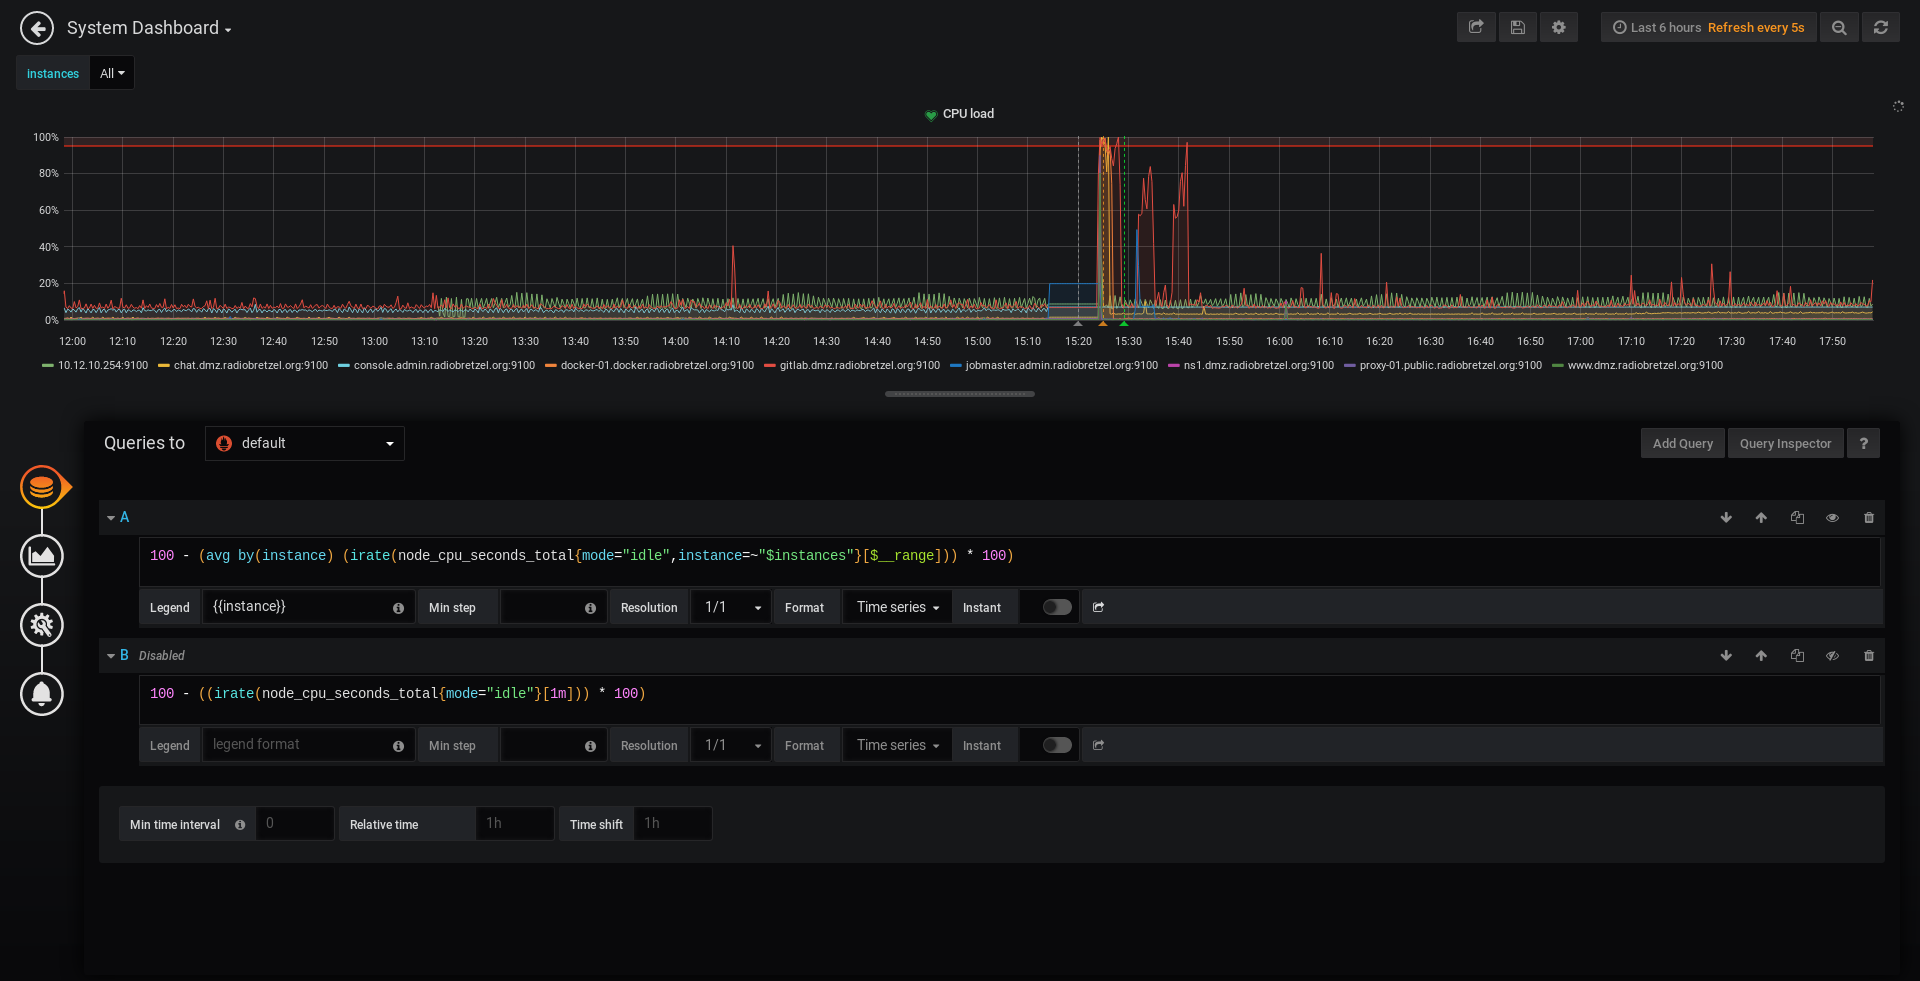 System Dashboard
Last 6 hours Refresh every 5s
instances All
CPU load
100%
80%
60%
40%
20%
0%
12:00 12:10 12:20 12:30 12:40 12:50 13:00 13:10 13:20 13:30 13:40 13:50 14:00 14:10 14:20 14:30 14:40 14:50 15:00 15:10 15:20 15:30 15:40 15:50 16:00 16:10 16:20 16:30 16:40 16:50 17:00 17:10 17:20 17:30 17:40 17:50
10.12.10.254:9100 chat.dmz.radiobretzel.org:9100 console.admin.radiobretzel.org:9100 docker-01.docker.radiobretzel.org:9100 gitlab.dmz.radiobretzel.org:9100 jobmaster.admin.radiobretzel.org:9100 ns1.dmz.radiobretzel.org:9100 proxy-01.public.radiobretzel.org:9100 www.dmz.radiobretzel.org:9100
Queries to default Add Query Query Inspector ?
A
100 - (avg by(instance) (irate(node_cpu_seconds_total{mode="idle",instance=~"$instances"}[$__range])) * 100)
Legend {{instance}} Min step Resolution 1/1 Format Time series Instant
B Disabled
100 - ((irate(node_cpu_seconds_total{mode="idle"}[1m])) * 100)
Legend legend format Min step Resolution 1/1 Format Time series Instant
Min time interval 0 Relative time 1h Time shift 1h